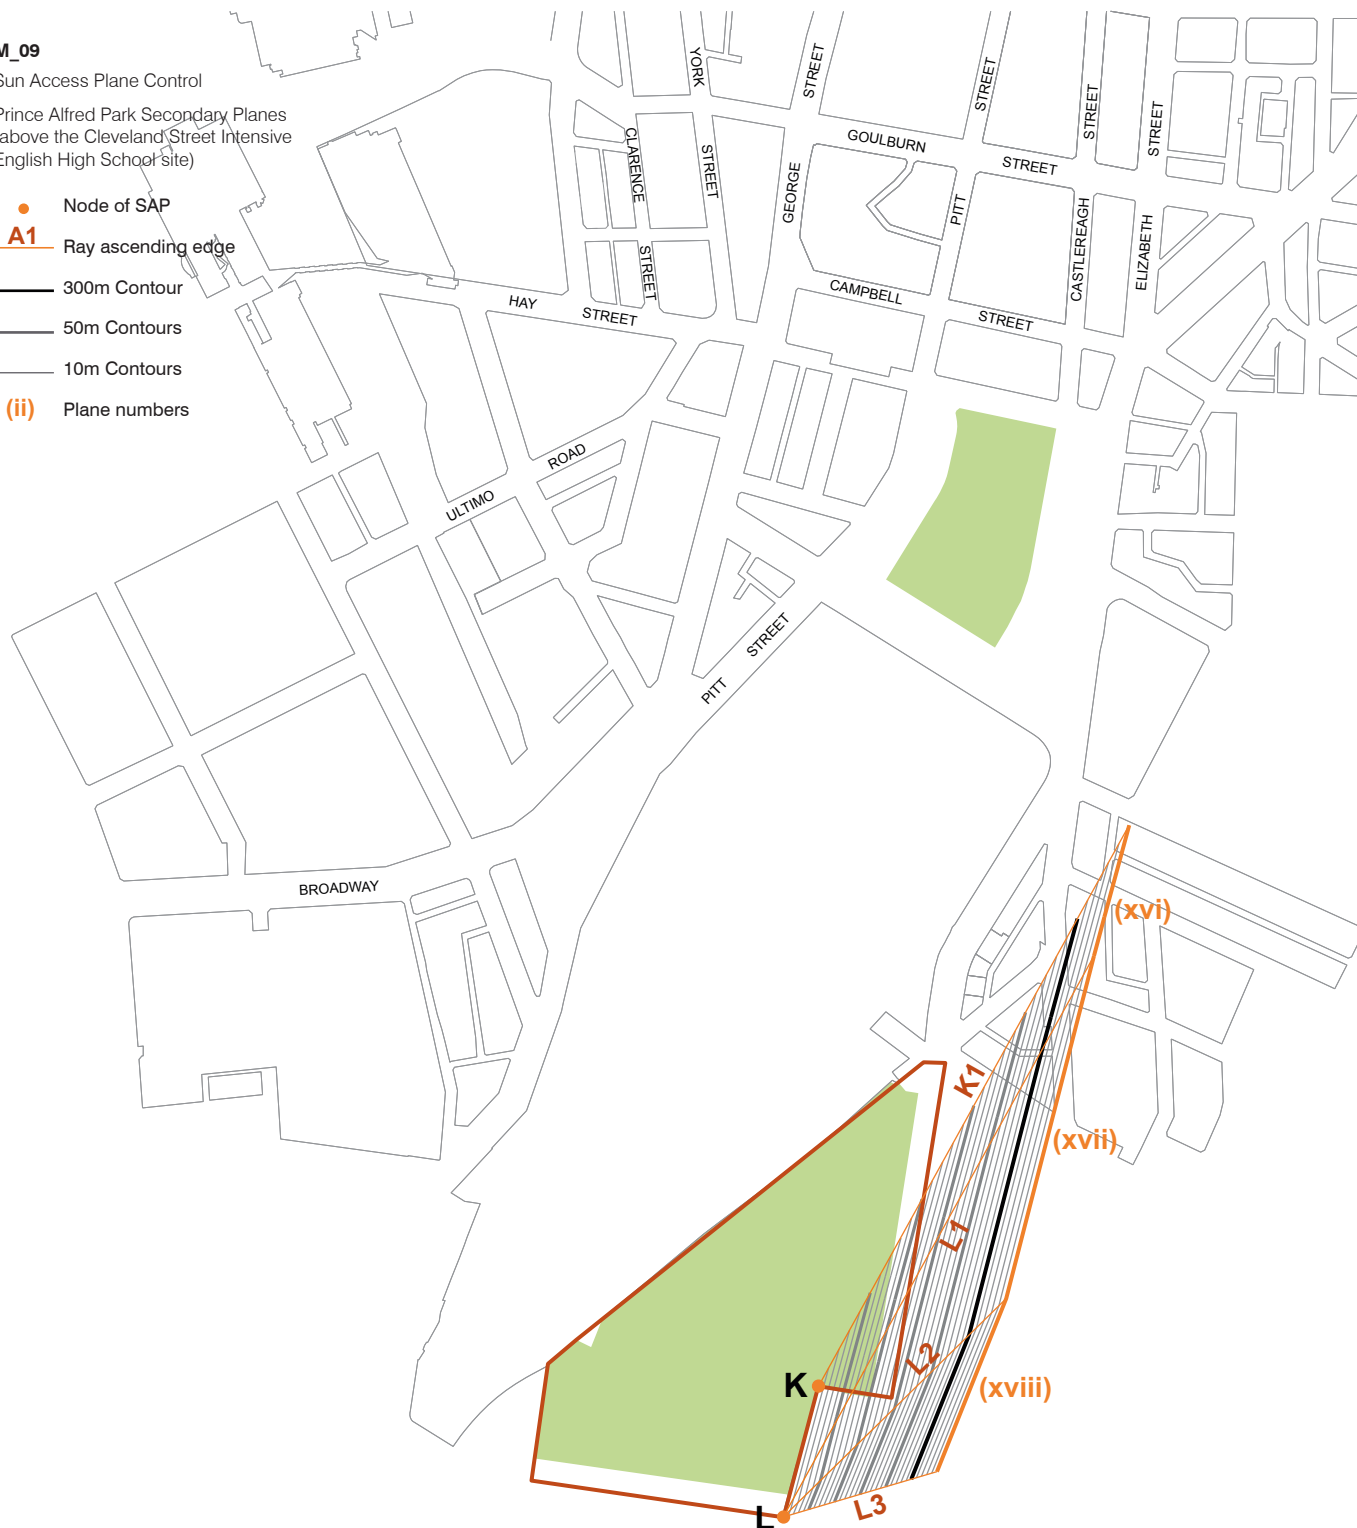 M_09
Sun Access Plane Control
Prince Alfred Park Secondary Planes
(above the Cleveland Street Intensive
English High School site)
Node of SAP
A1
Ray ascending edge
300m Contour
50m Contours
10m Contours
(ii)
Plane numbers
YORK
STREET
STREET
STREET
STREET
CLARENCE
STREET
STREET
GEORGE
GOULBURN
STREET
PITT
CASTLEREAGH
ELIZABETH
HAY
STREET
CAMPBELL
STREET
ROAD
ULTIMO
PITT
STREET
BROADWAY
(xvi)
K1
(xvii)
L1
L2
K
(xviii)
L3
L